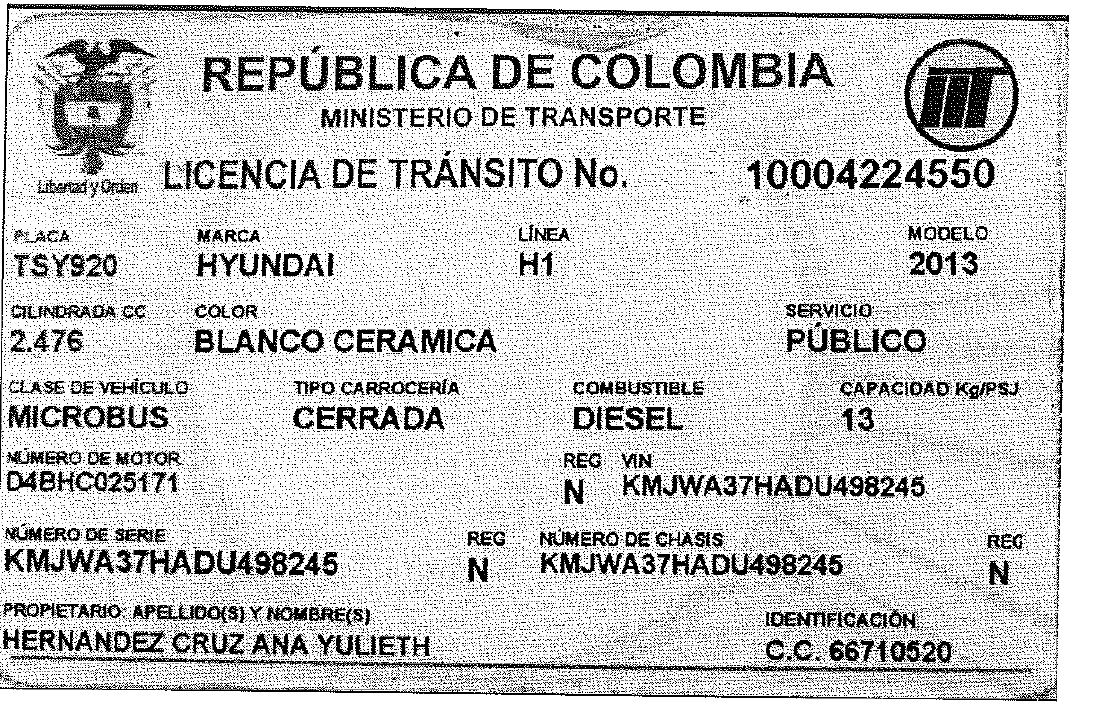 REPÚBLICA DE COLOMBIA
MINISTERIO DE TRANSPORTE
Libertad y Orden
LICENCIA DE TRÁNSITO No. 10004224550
PLACA MARCA LÍNEA MODELO
TSY920 HYUNDAI H1 2013
CILINDRADA CC COLOR SERVICIO
2.476 BLANCO CERAMICA PÚBLICO
CLASE DE VEHÍCULO TIPO CARROCERÍA COMBUSTIBLE CAPACIDAD Kg/PSJ
MICROBUS CERRADA DIESEL 13
NÚMERO DE MOTOR REG VIN
D4BHC025171 N KMJWA37HADU498245
NÚMERO DE SERIE REG NÚMERO DE CHASIS REG
KMJWA37HADU498245 N KMJWA37HADU498245 N
PROPIETARIO: APELLIDO(S) Y NOMBRE(S) IDENTIFICACIÓN
HERNANDEZ CRUZ ANA YULIETH C.C. 66710520